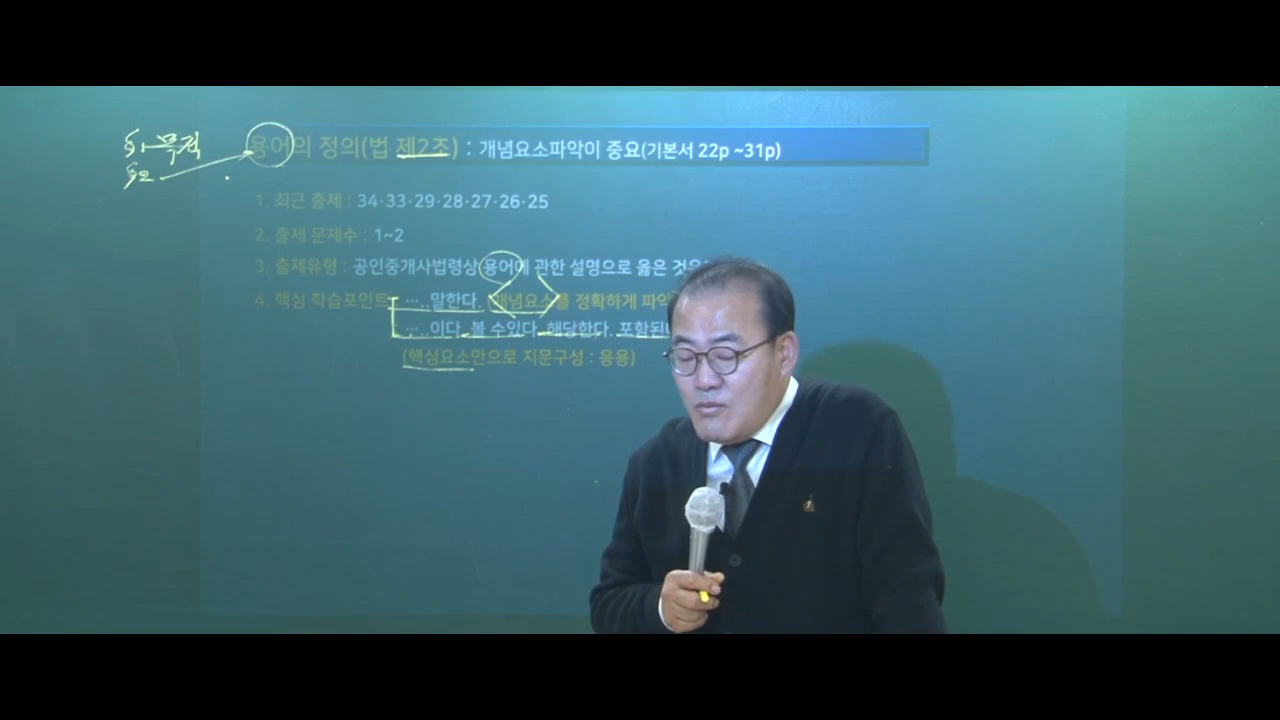 §1 목적
§2
용어의 정의(법 제2조) : 개념요소파악이 중요(기본서 22p ~31p)
1. 최근 출제 : 34·33·29·28·27·26·25
2. 출제 문제수 : 1~2
3. 출제유형 : 공인중개사법령상 용어에 관한 설명으로 옳은 것은
4. 핵심 학습포인트 ···..말한다. (개념요소를 정확하게 파악
···..이다. 볼 수있다. 해당한다. 포함된
(핵심요소만으로 지문구성 : 응용)